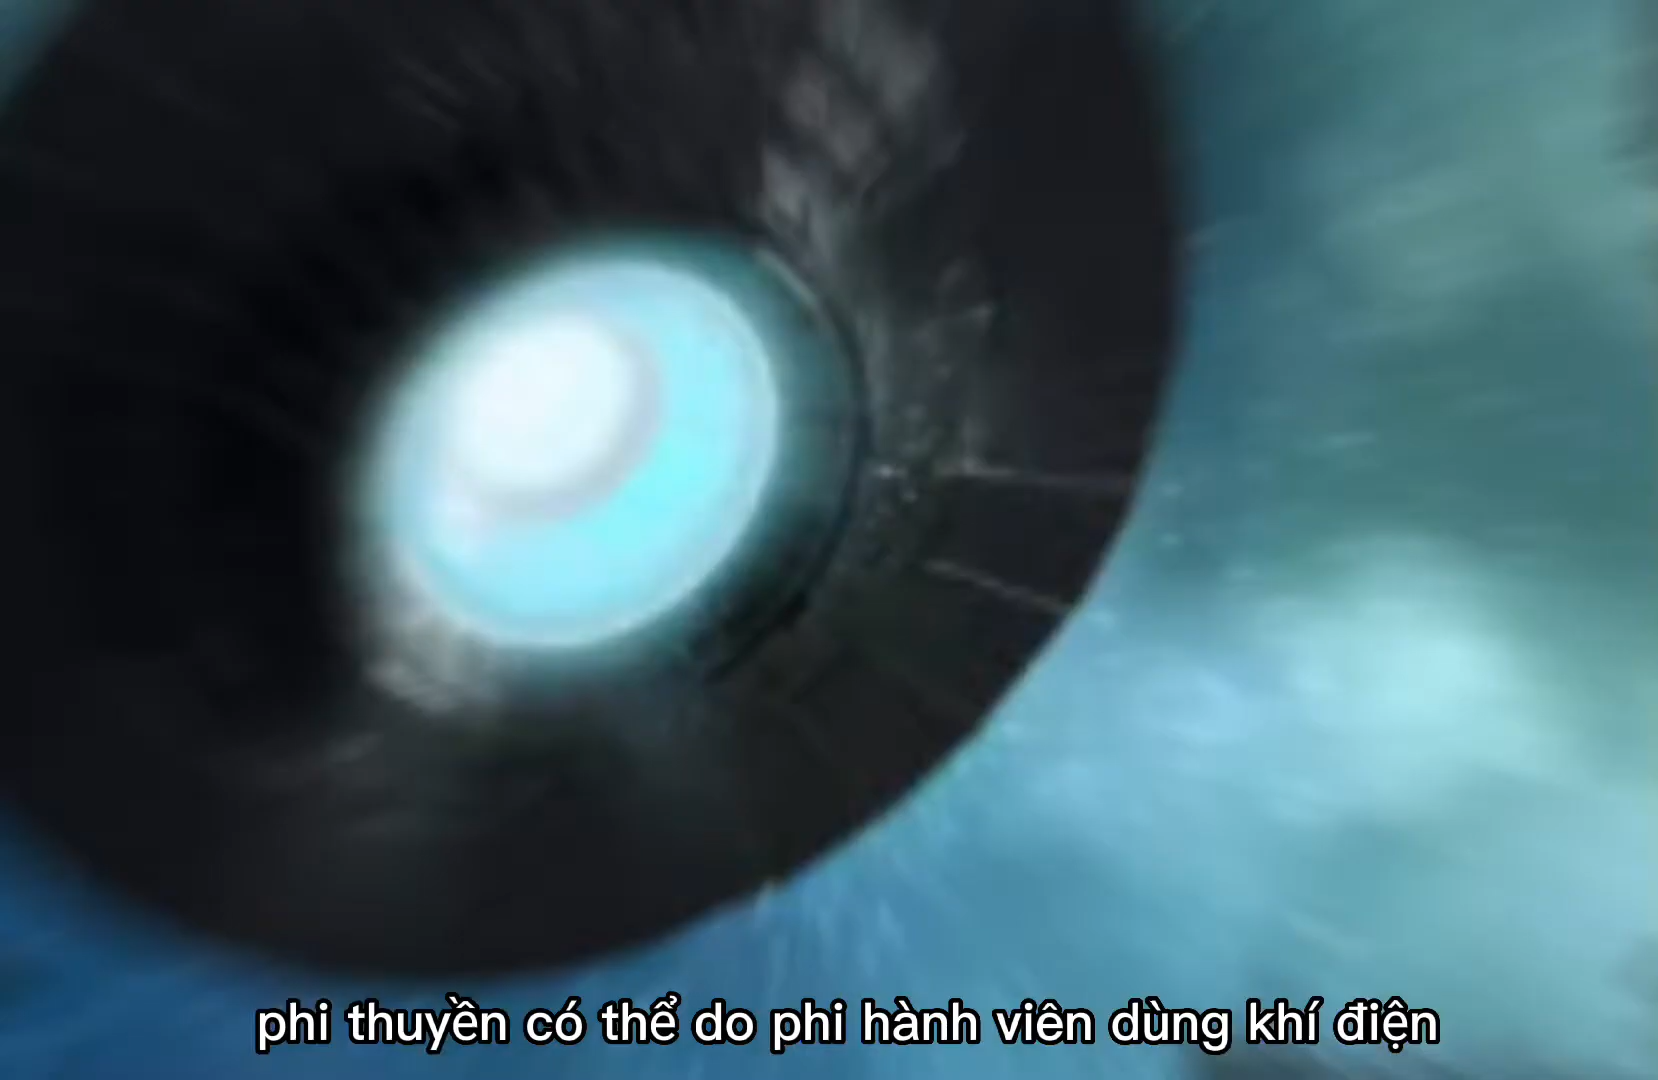 phi thuyền có thể do phi hành viên dùng khí điện